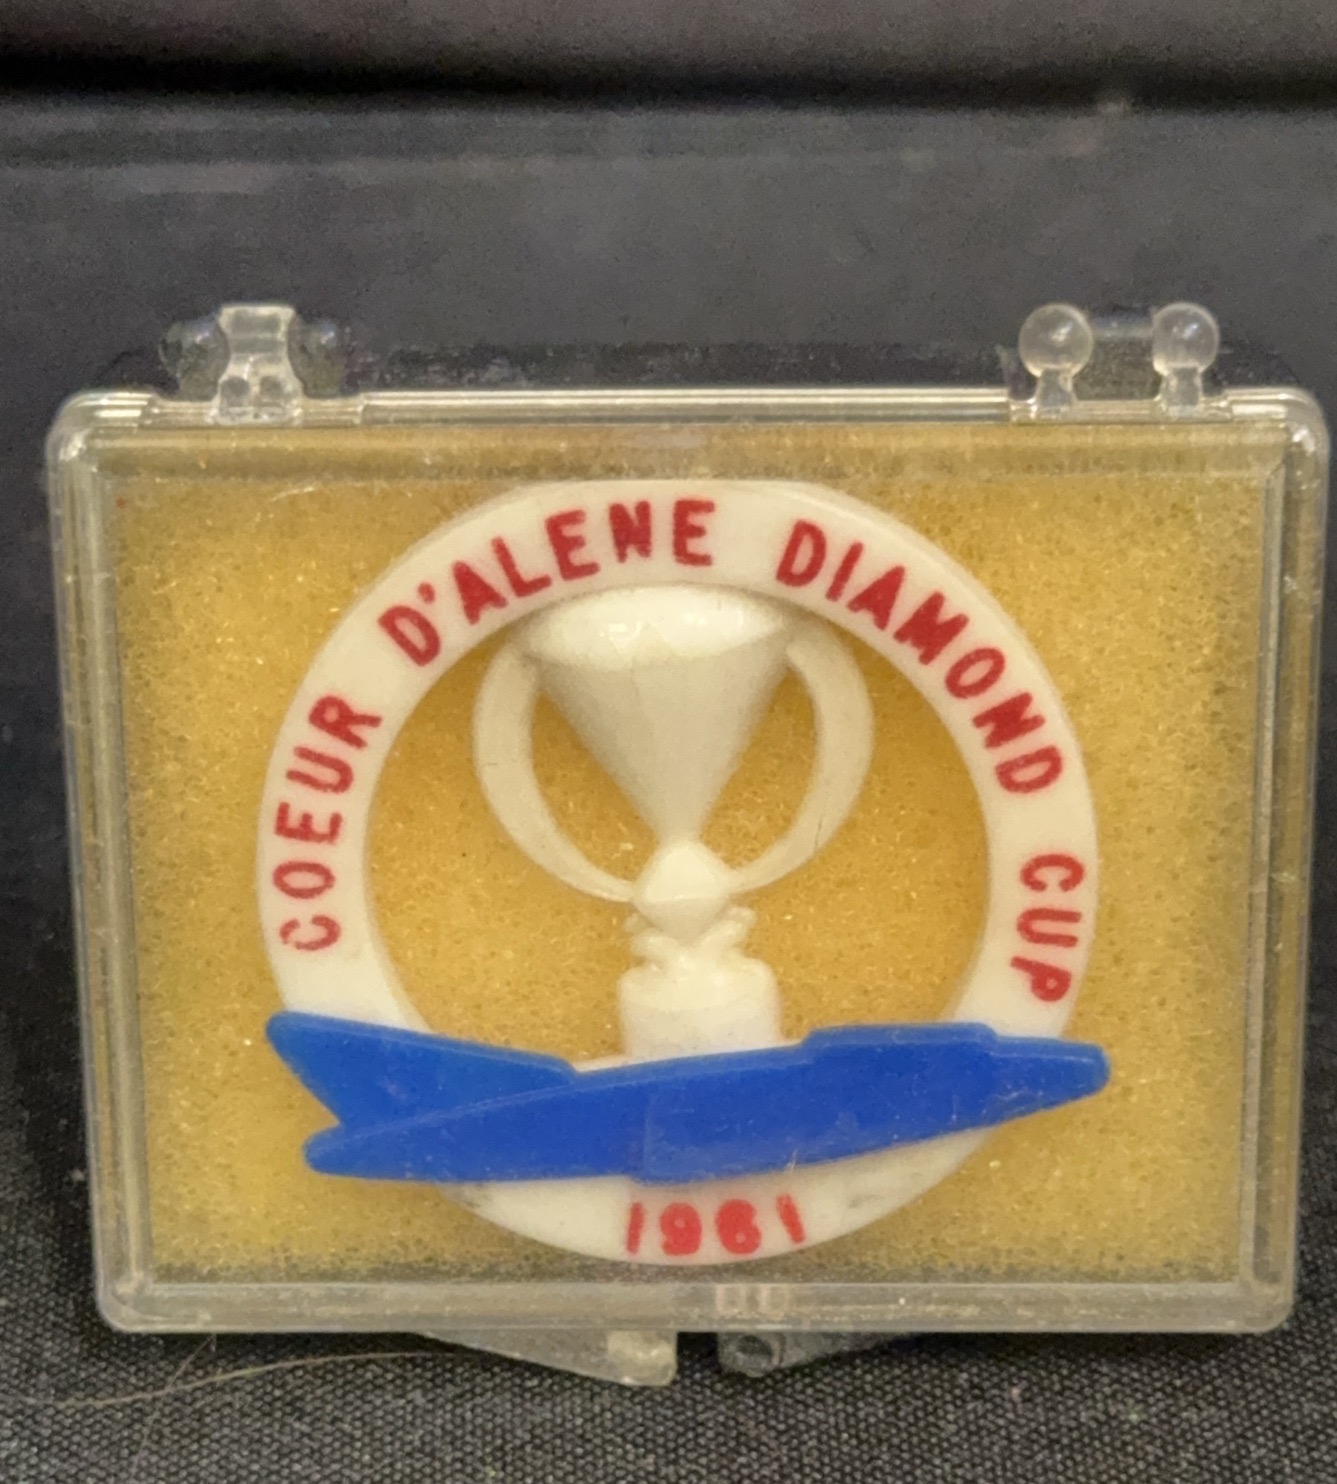 COEUR D'ALENE DIAMOND CUP
1961